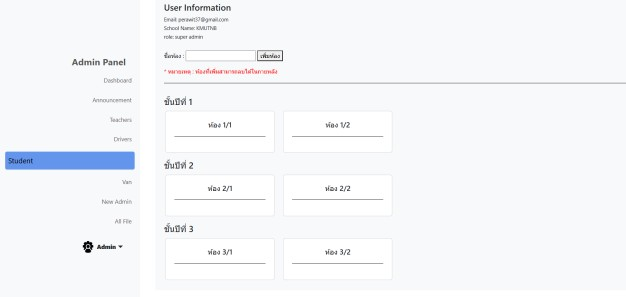 User Information
Email: perawit37@gmail.com
School Name: KMUTNB
role: super admin
ชื่อห้อง : เพิ่มห้อง
* หมายเหตุ : ห้องที่เพิ่มสามารถลบได้ในภายหลัง
Admin Panel
Dashboard
Announcement
Teachers
Drivers
Student
Van
New Admin
All File
Admin
ชั้นปีที่ 1
ห้อง 1/1
ห้อง 1/2
ชั้นปีที่ 2
ห้อง 2/1
ห้อง 2/2
ชั้นปีที่ 3
ห้อง 3/1
ห้อง 3/2